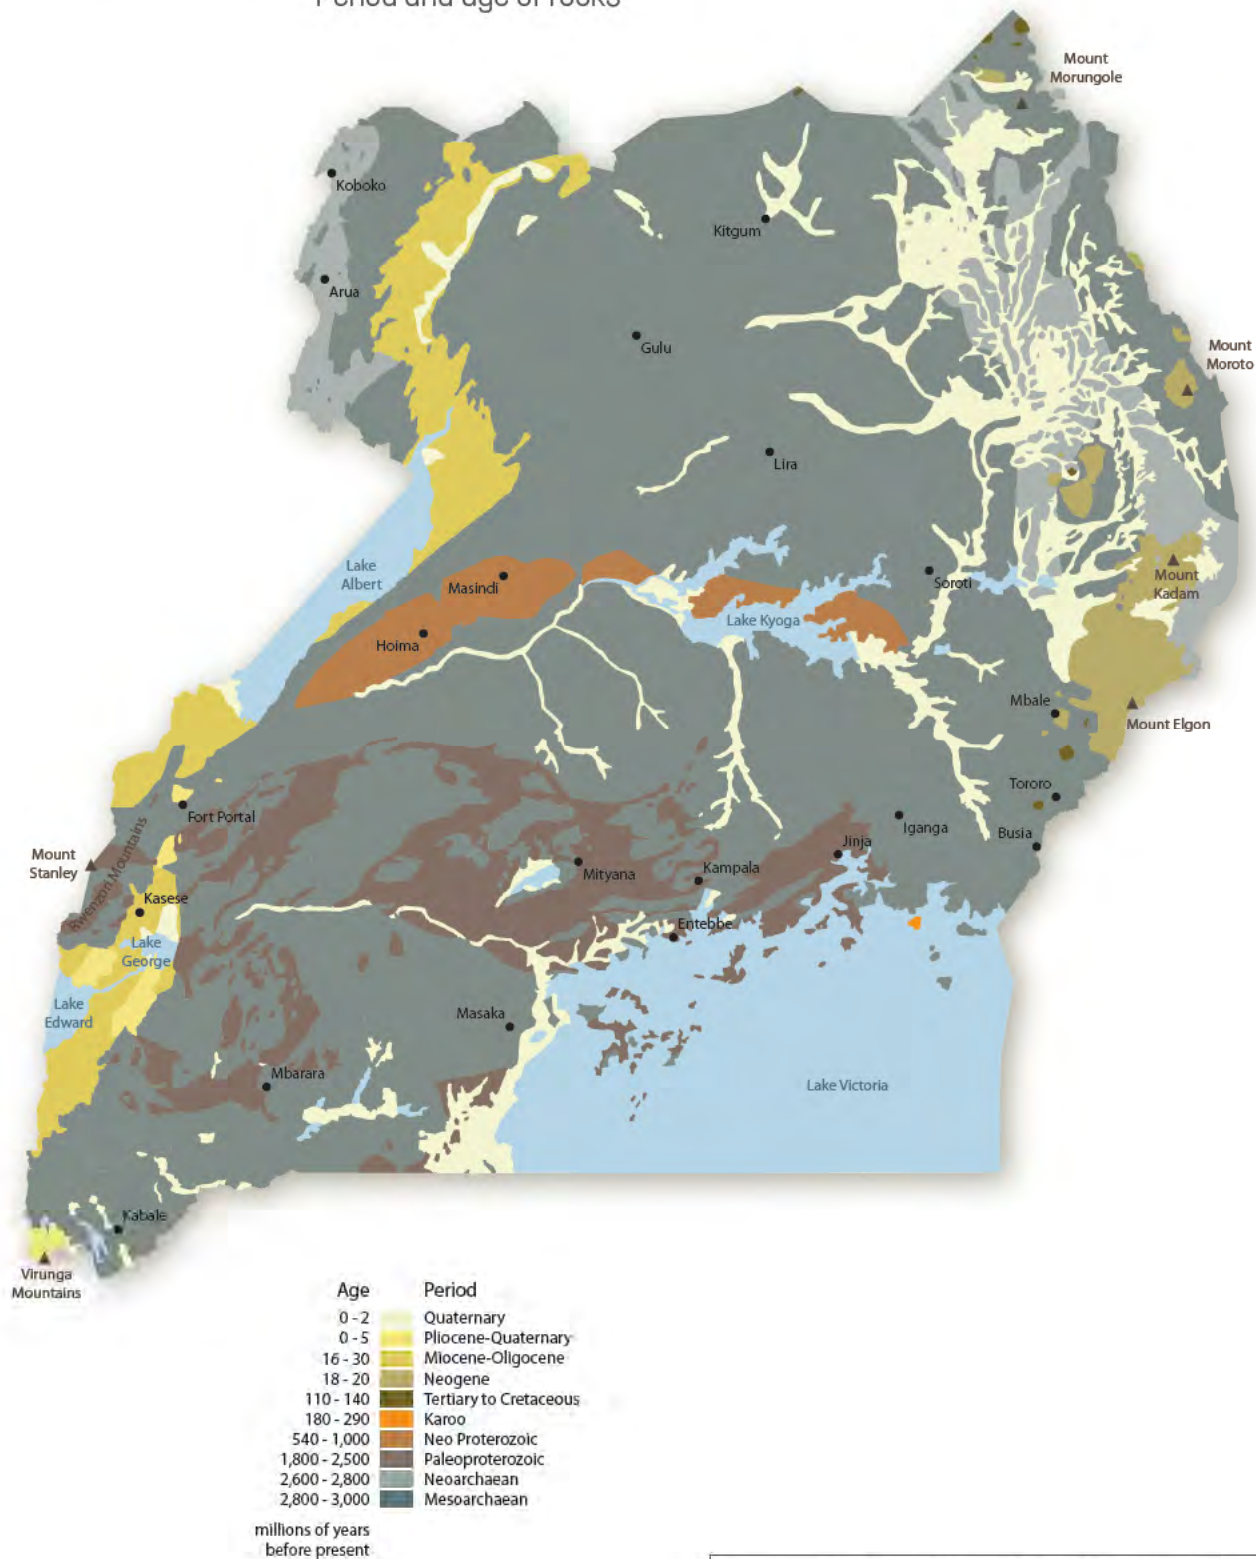 Period and age of rocks
Mount
Morungole
Koboko
Kitgum
Arua
Gulu
Mount
Moroto
Lira
Lake
Albert
Masindi
Soroti
Mount
Kadam
Lake Kyoga
Hoima
Mbale
Mount Elgon
Tororo
Fort Portal
Iganga
Busia
Jinja
Mount
Stanley
Rwenzori Mountains
Mityana
Kampala
Kasese
Entebbe
Lake
George
Lake
Edward
Masaka
Mbarara
Lake Victoria
Kabale
Virunga
Mountains
Age Period
0 - 2 Quaternary
0 - 5 Pliocene-Quaternary
16 - 30 Miocene-Oligocene
18 - 20 Neogene
110 - 140 Tertiary to Cretaceous
180 - 290 Karoo
540 - 1,000 Neo Proterozoic
1,800 - 2,500 Paleoproterozoic
2,600 - 2,800 Neoarchaean
2,800 - 3,000 Mesoarchaean
millions of years
before present